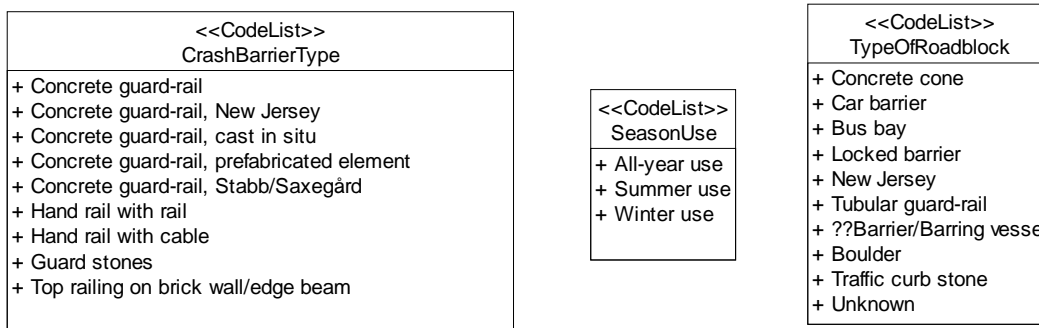 <<CodeList>>
CrashBarrierType
+ Concrete guard-rail
+ Concrete guard-rail, New Jersey
+ Concrete guard-rail, cast in situ
+ Concrete guard-rail, prefabricated element
+ Concrete guard-rail, Stabb/Saxegård
+ Hand rail with rail
+ Hand rail with cable
+ Guard stones
+ Top railing on brick wall/edge beam
<<CodeList>>
SeasonUse
+ All-year use
+ Summer use
+ Winter use
<<CodeList>>
TypeOfRoadblock
+ Concrete cone
+ Car barrier
+ Bus bay
+ Locked barrier
+ New Jersey
+ Tubular guard-rail
+ ??Barrier/Barring vesse
+ Boulder
+ Traffic curb stone
+ Unknown